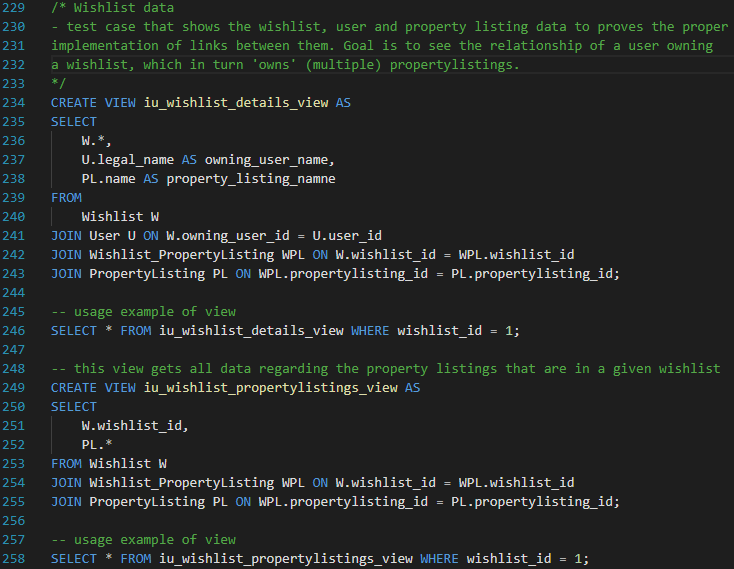 229 /* Wishlist data
230 - test case that shows the wishlist, user and property listing data to proves the proper
231 implementation of links between them. Goal is to see the relationship of a user owning
232 a wishlist, which in turn 'owns' (multiple) propertylistings.
233 */
234 CREATE VIEW iu_wishlist_details_view AS
235 SELECT
236     W.*,
237     U.legal_name AS owning_user_name,
238     PL.name AS property_listing_namne
239 FROM
240     Wishlist W
241 JOIN User U ON W.owning_user_id = U.user_id
242 JOIN Wishlist_PropertyListing WPL ON W.wishlist_id = WPL.wishlist_id
243 JOIN PropertyListing PL ON WPL.propertylisting_id = PL.propertylisting_id;
244
245 -- usage example of view
246 SELECT * FROM iu_wishlist_details_view WHERE wishlist_id = 1;
247
248 -- this view gets all data regarding the property listings that are in a given wishlist
249 CREATE VIEW iu_wishlist_propertylistings_view AS
250 SELECT
251     W.wishlist_id,
252     PL.*
253 FROM Wishlist W
254 JOIN Wishlist_PropertyListing WPL ON W.wishlist_id = WPL.wishlist_id
255 JOIN PropertyListing PL ON WPL.propertylisting_id = PL.propertylisting_id;
256
257 -- usage example of view
258 SELECT * FROM iu_wishlist_propertylistings_view WHERE wishlist_id = 1;